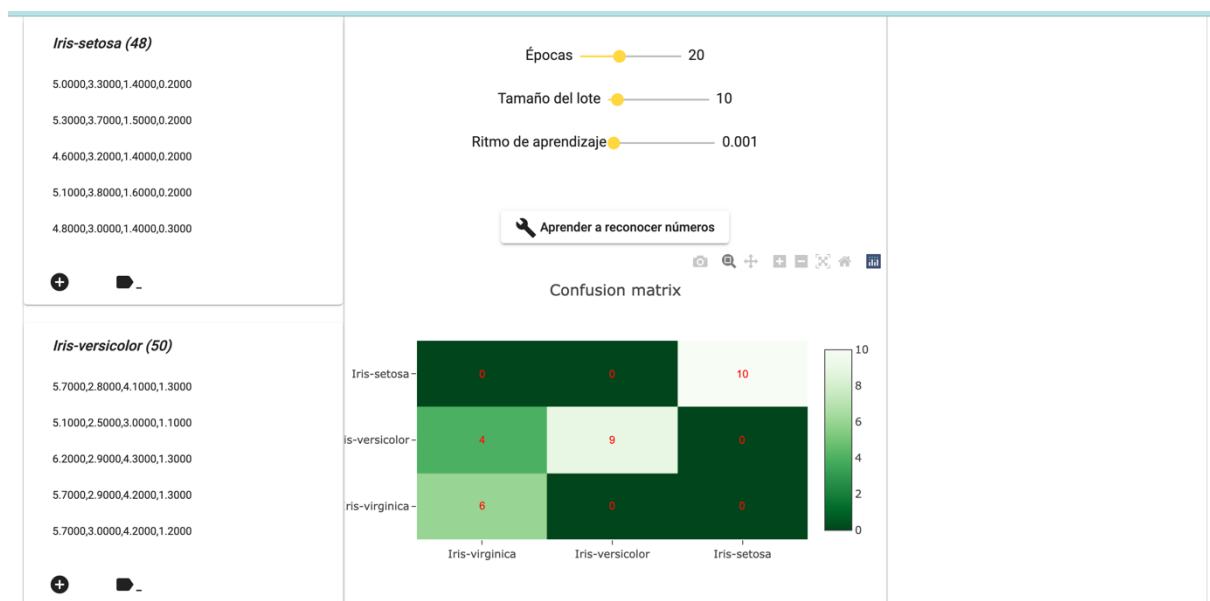 Iris-setosa (48)
5.0000,3.3000,1.4000,0.2000
5.3000,3.7000,1.5000,0.2000
4.6000,3.2000,1.4000,0.2000
5.1000,3.8000,1.6000,0.2000
4.8000,3.0000,1.4000,0.3000
Iris-versicolor (50)
5.7000,2.8000,4.1000,1.3000
5.1000,2.5000,3.0000,1.1000
6.2000,2.9000,4.3000,1.3000
5.7000,2.9000,4.2000,1.3000
5.7000,3.0000,4.2000,1.2000
Épocas 20
Tamaño del lote 10
Ritmo de aprendizaje 0.001
Aprender a reconocer números
Confusion matrix
Iris-setosa 0 0 10
is-versicolor 4 9 0
ris-virginica 6 0 0
Iris-virginica Iris-versicolor Iris-setosa
10
8
6
4
2
0